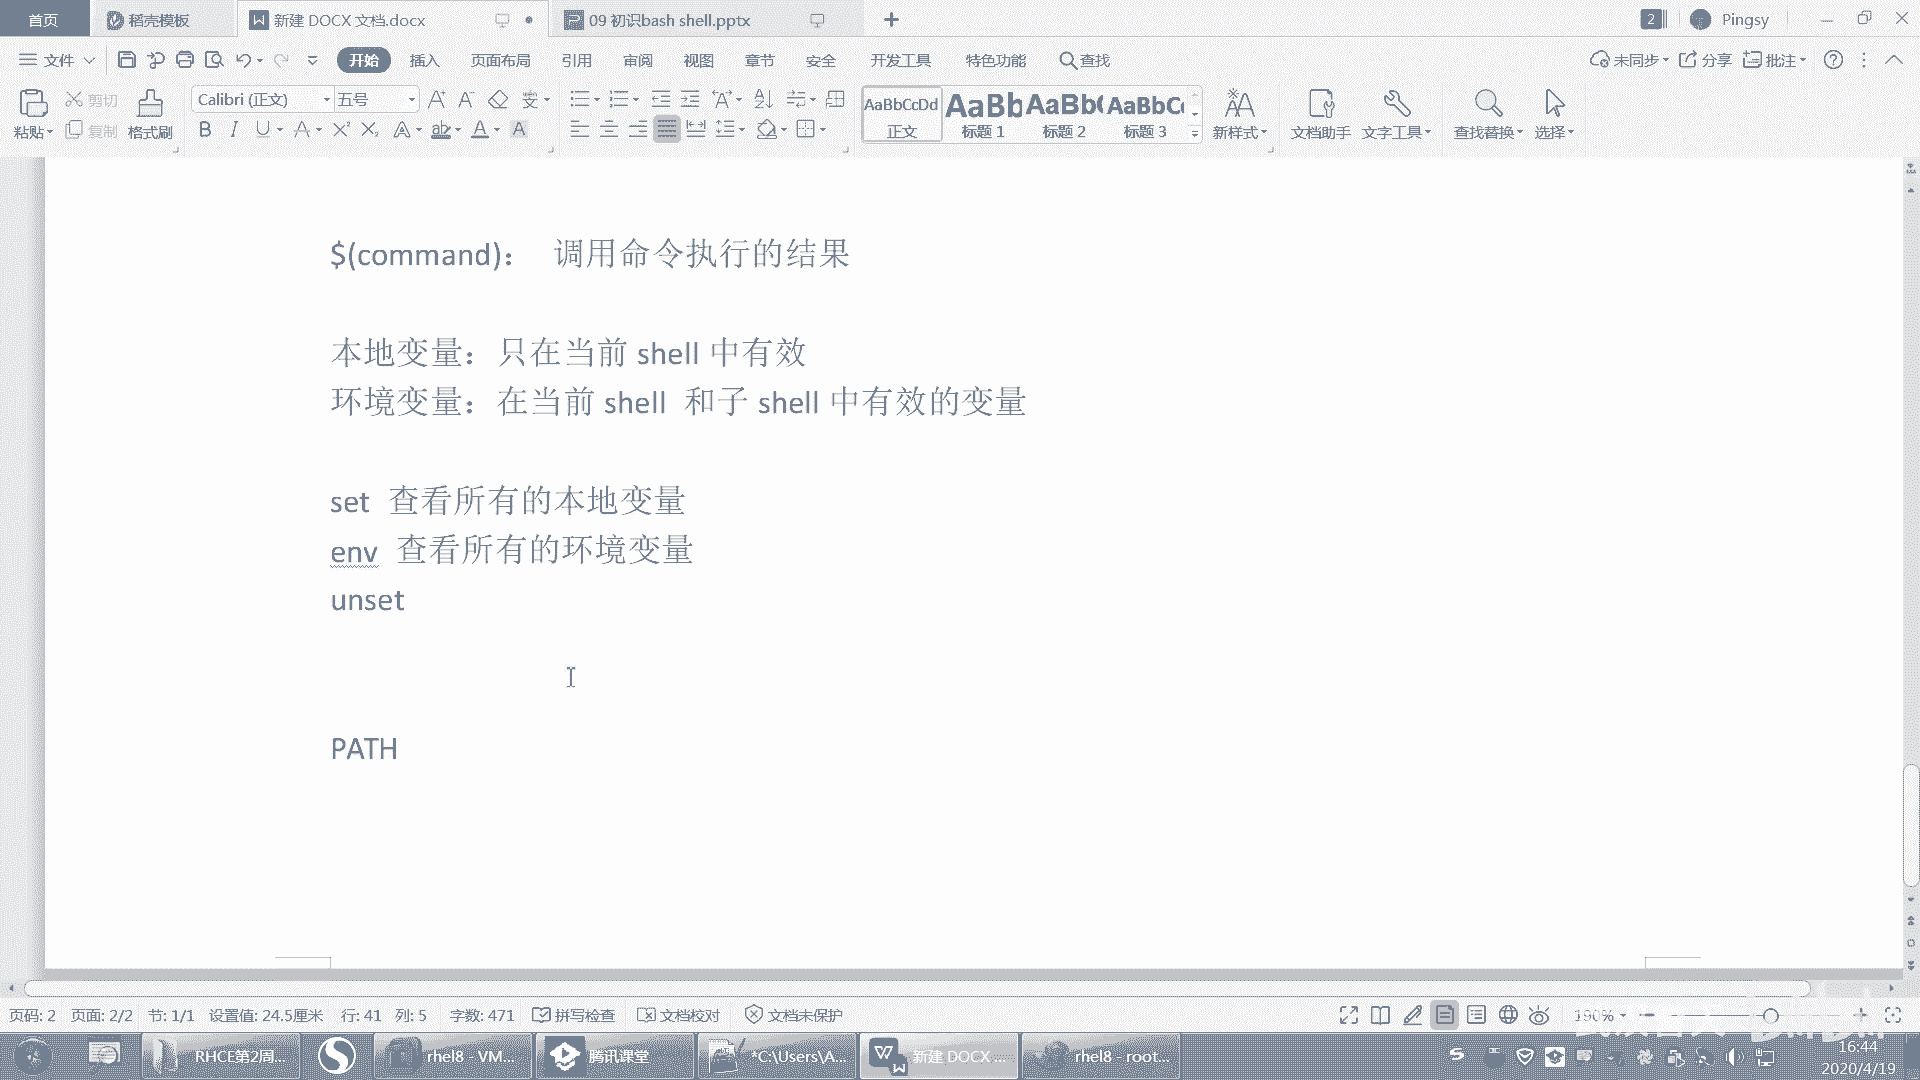 首页 稻壳模板 新建 DOCX 文档.docx 09 初识bash shell.pptx 2 Pingsy
文件 开始 插入 页面布局 引用 审阅 视图 章节 安全 开发工具 特色功能 查找 未同步 分享 批注
粘贴 剪切 复制 格式刷 Calibri (正文) 五号 AaBbCcDd 正文 AaBb 标题 1 AaBb( 标题 2 AaBbC 标题 3 新样式 文档助手 文字工具 查找替换 选择
$(command)： 调用命令执行的结果
本地变量：只在当前 shell 中有效
环境变量：在当前 shell 和子 shell 中有效的变量
set 查看所有的本地变量
env 查看所有的环境变量
unset
PATH
页码: 2 页面: 2/2 节: 1/1 设置值: 24.5厘米 行: 41 列: 5 字数: 471 拼写检查 文档校对 文档未保护 190%
RHCE第2周... rhel8 - VM... 腾讯课堂 *C:\Users\A... 新建 DOCX ... rhel8 - root... 16:44
2020/4/19